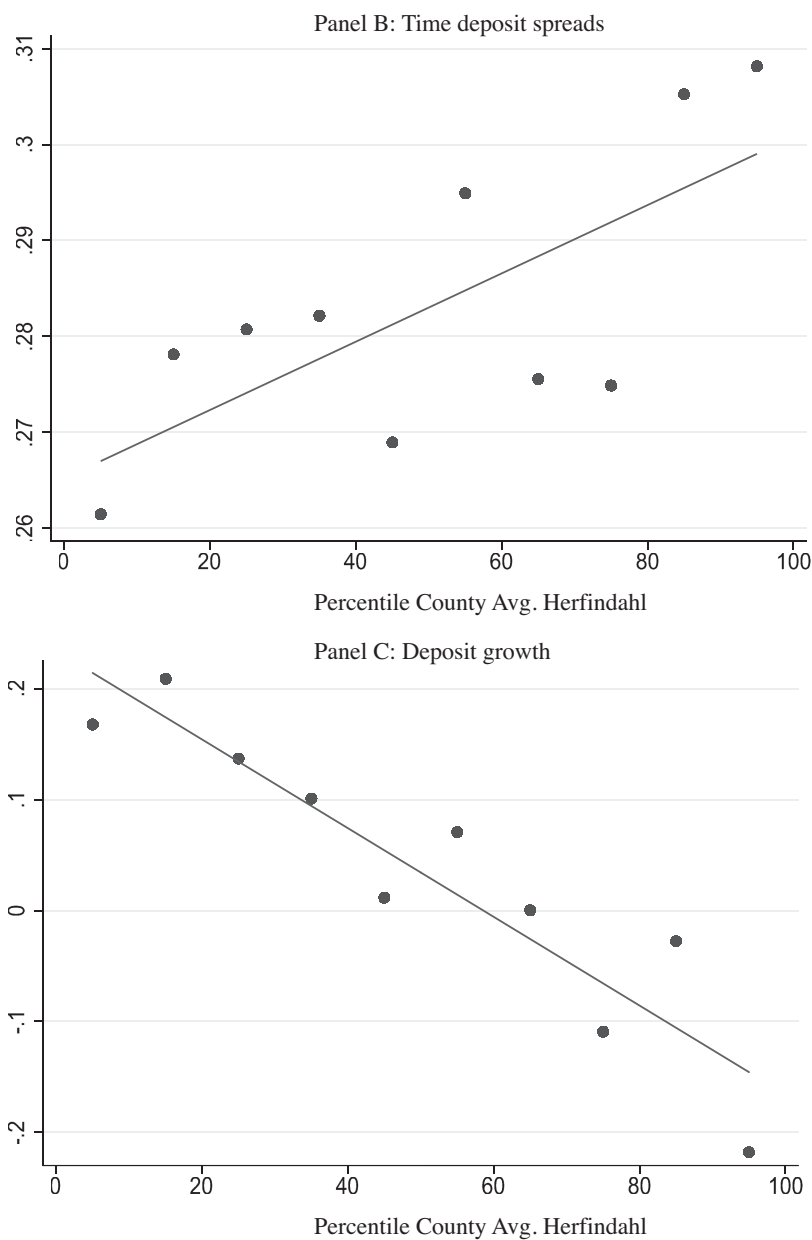 Panel B: Time deposit spreads
.31
.3
.29
.28
.27
.26
0 20 40 60 80 100
Percentile County Avg. Herfindahl
Panel C: Deposit growth
.2
.1
0
-.1
-.2
0 20 40 60 80 100
Percentile County Avg. Herfindahl